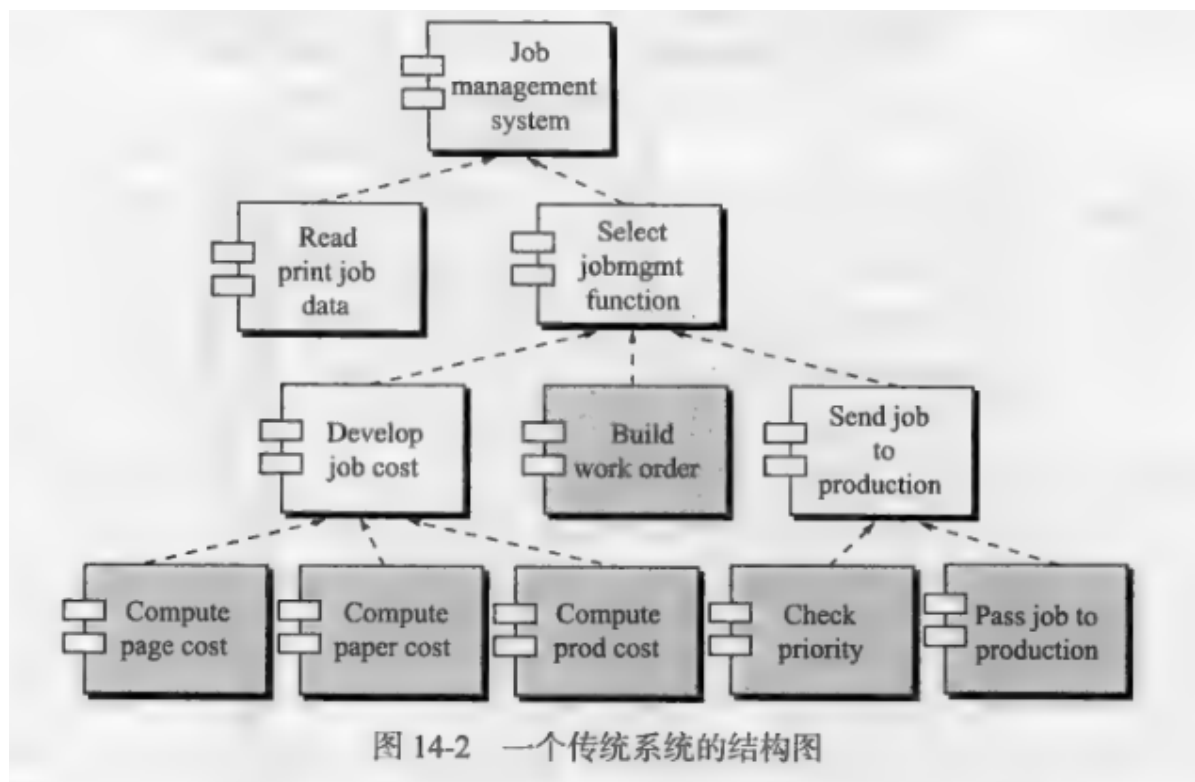 Job
management
system
Read
print job
data
Select
jobmgmt
function
Develop
job cost
Build
work order
Send job
to
production
Compute
page cost
Compute
paper cost
Compute
prod cost
Check
priority
Pass job to
production
图 14-2 一个传统系统的结构图